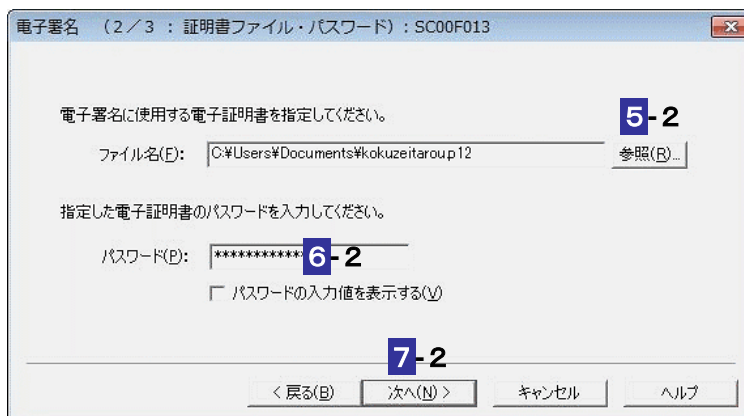 電子署名 （2／3 ： 証明書ファイル・パスワード）：SC00F013
電子署名に使用する電子証明書を指定してください。
5-2
ファイル名(F): C:¥Users¥Documents¥kokuzeitarou.p12 参照(R)...
指定した電子証明書のパスワードを入力してください。
パスワード(P): ************ 6-2
パスワードの入力値を表示する(V)
7-2
< 戻る(B) 次へ(N) > キャンセル ヘルプ